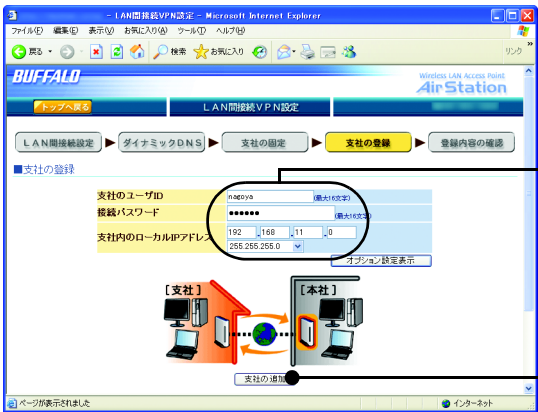 - LAN間接続VPN設定 - Microsoft Internet Explorer
ファイル(F) 編集(E) 表示(V) お気に入り(A) ツール(T) ヘルプ(H)
戻る 検索 お気に入り リンク »
BUFFALO
Wireless LAN Access Point
AirStation
トップへ戻る LAN間接続VPN設定
LAN間接続設定 ダイナミックDNS 支社の固定 支社の登録 登録内容の確認
■支社の登録
支社のユーザID nagoya (最大16文字)
接続パスワード ●●●●●● (最大16文字)
支社内のローカルIPアドレス 192 .168 .11 .0
255.255.255.0
オプション設定表示
[支社] [本社]
支社の追加
ページが表示されました インターネット